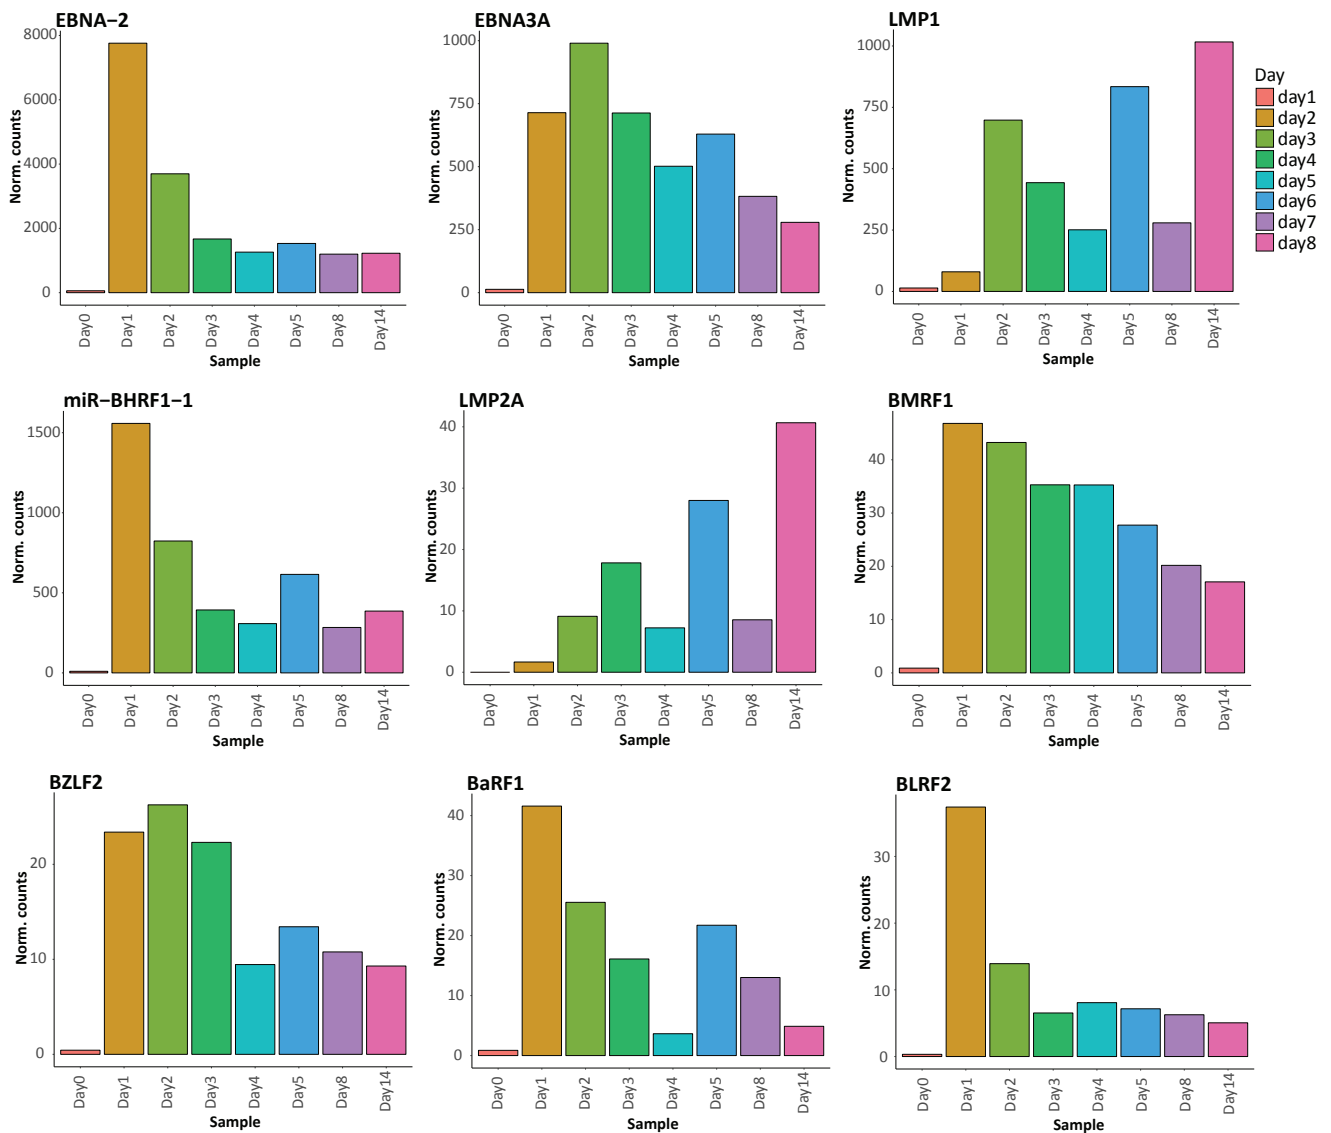 EBNA−2
8000
6000
4000
2000
0
Norm. counts
Day0
Day1
Day2
Day3
Day4
Day5
Day8
Day14
Sample
EBNA3A
1000
750
500
250
0
Norm. counts
Day0
Day1
Day2
Day3
Day4
Day5
Day8
Day14
Sample
LMP1
1000
750
500
250
0
Norm. counts
Day0
Day1
Day2
Day3
Day4
Day5
Day8
Day14
Sample
Day
day1
day2
day3
day4
day5
day6
day7
day8
miR−BHRF1−1
1500
1000
500
0
Norm. counts
Day0
Day1
Day2
Day3
Day4
Day5
Day8
Day14
Sample
LMP2A
40
30
20
10
0
Norm. counts
Day0
Day1
Day2
Day3
Day4
Day5
Day8
Day14
Sample
BMRF1
40
30
20
10
0
Norm. counts
Day0
Day1
Day2
Day3
Day4
Day5
Day8
Day14
Sample
BZLF2
20
10
0
Norm. counts
Day0
Day1
Day2
Day3
Day4
Day5
Day8
Day14
Sample
BaRF1
40
30
20
10
0
Norm. counts
Day0
Day1
Day2
Day3
Day4
Day5
Day8
Day14
Sample
BLRF2
30
20
10
0
Norm. counts
Day0
Day1
Day2
Day3
Day4
Day5
Day8
Day14
Sample